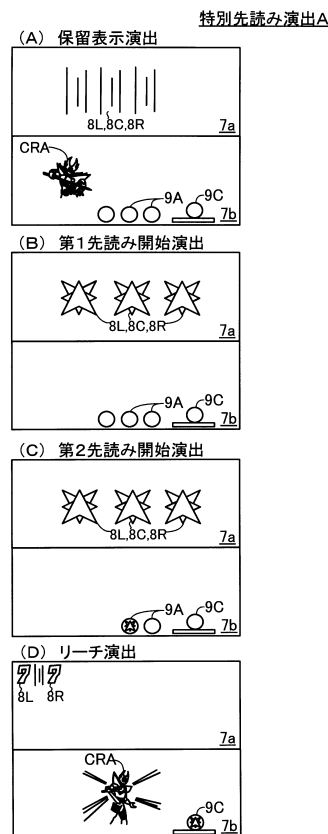 特別先読み演出A
(A) 保留表示演出
8L,8C,8R
7a
CRA
9A
9C
7b
(B) 第1先読み開始演出
8L,8C,8R
7a
9A
9C
7b
(C) 第2先読み開始演出
8L,8C,8R
7a
9A
9C
7b
(D) リーチ演出
7 7
8L 8R
7a
CRA
9C
7b